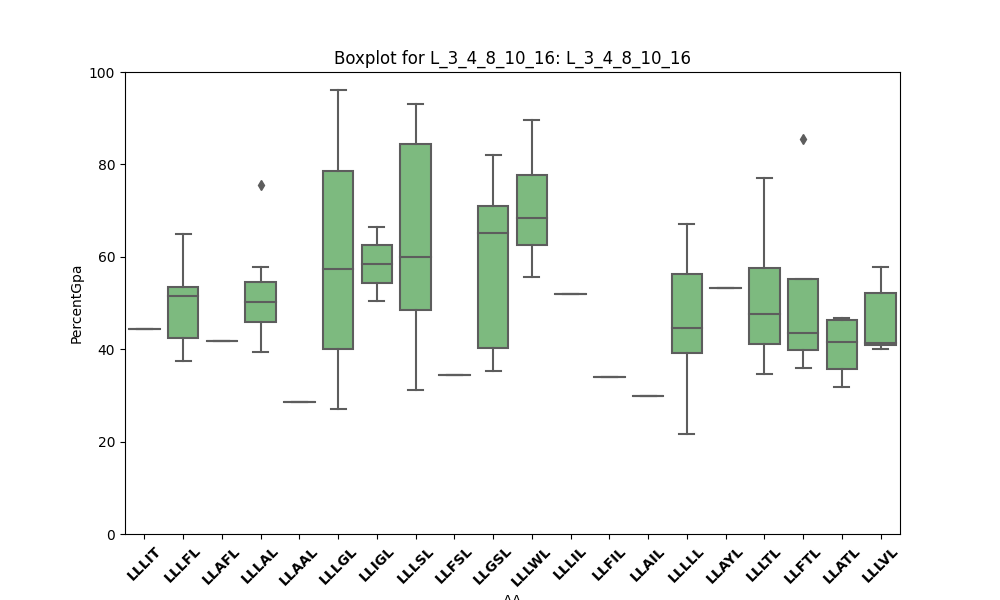 Boxplot for L_3_4_8_10_16: L_3_4_8_10_16
PercentGpa
100
80
60
40
20
0
LLLIT LLLFL LLAFL LLLAL LLAAL LLLGL LLIGL LLLSL LLFSL LLGSL LLLWL LLLIL LLFIL LLAIL LLLLL LLAYL LLLTL LLFTL LLATL LLLVL
AA